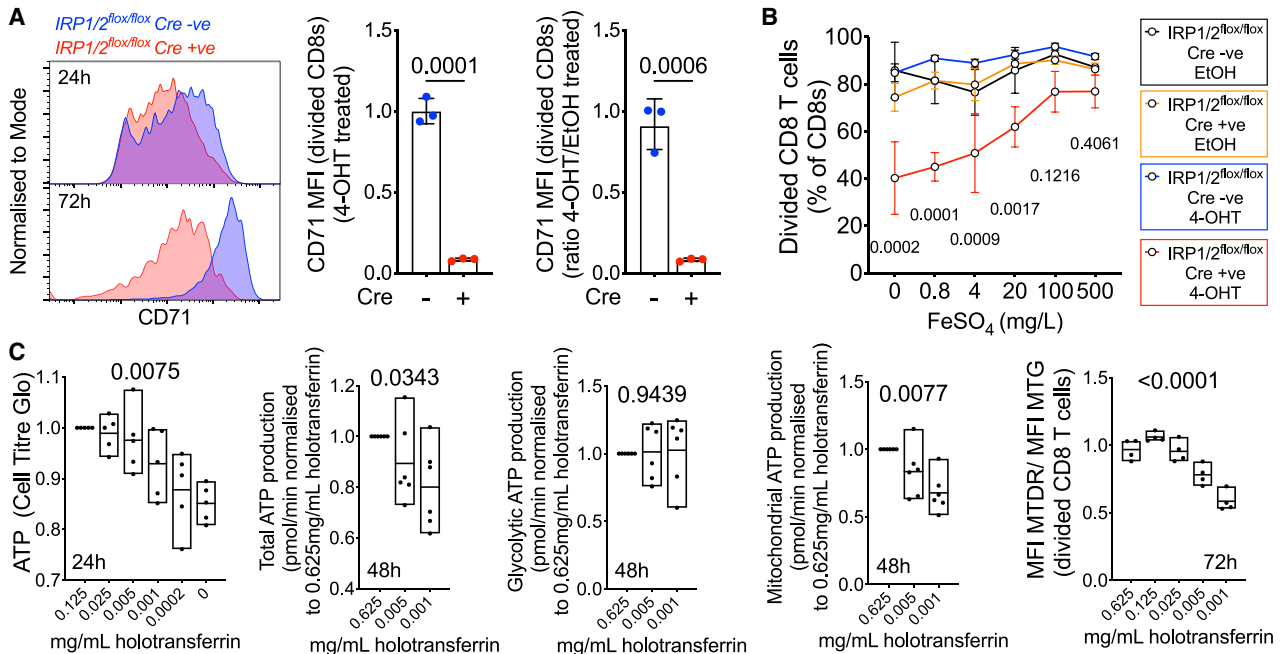 A
IRP1/2flox/flox Cre -ve
IRP1/2flox/flox Cre +ve
24h
72h
Normalised to Mode
CD71
CD71 MFI (divided CD8s)
(4-OHT treated)
0.0001
1.5
1.0
0.5
0.0
Cre - +
CD71 MFI (divided CD8s)
(ratio 4-OHT/EtOH treated)
0.0006
1.5
1.0
0.5
0.0
Cre - +
B
Divided CD8 T cells
(% of CD8s)
100
80
60
40
20
0
0.0002
0.0001
0.0009
0.0017
0.1216
0.4061
0 0.8 4 20 100 500
FeSO4 (mg/L)
IRP1/2flox/flox
Cre -ve
EtOH
IRP1/2flox/flox
Cre +ve
EtOH
IRP1/2flox/flox
Cre -ve
4-OHT
IRP1/2flox/flox
Cre +ve
4-OHT
C
ATP (Cell Titre Glo)
0.0075
1.1
1.0
0.9
0.8
0.7
24h
0.125 0.025 0.005 0.001 0.0002 0
mg/mL holotransferrin
Total ATP production
(pmol/min normalised
to 0.625mg/mL holotransferrin)
0.0343
1.2
1.0
0.8
0.6
0.4
48h
0.625 0.005 0.001
mg/mL holotransferrin
Glycolytic ATP production
(pmol/min normalised
to 0.625mg/mL holotransferrin)
0.9439
1.5
1.0
0.5
0.0
48h
0.625 0.005 0.001
mg/mL holotransferrin
Mitochondrial ATP production
(pmol/min normalised
to 0.625mg/mL holotransferrin)
0.0077
1.5
1.0
0.5
0.0
48h
0.625 0.005 0.001
mg/mL holotransferrin
MFI MTDR/ MFI MTG
(divided CD8 T cells)
<0.0001
1.5
1.0
0.5
0.0
72h
0.625 0.125 0.025 0.005 0.001
mg/mL holotransferrin